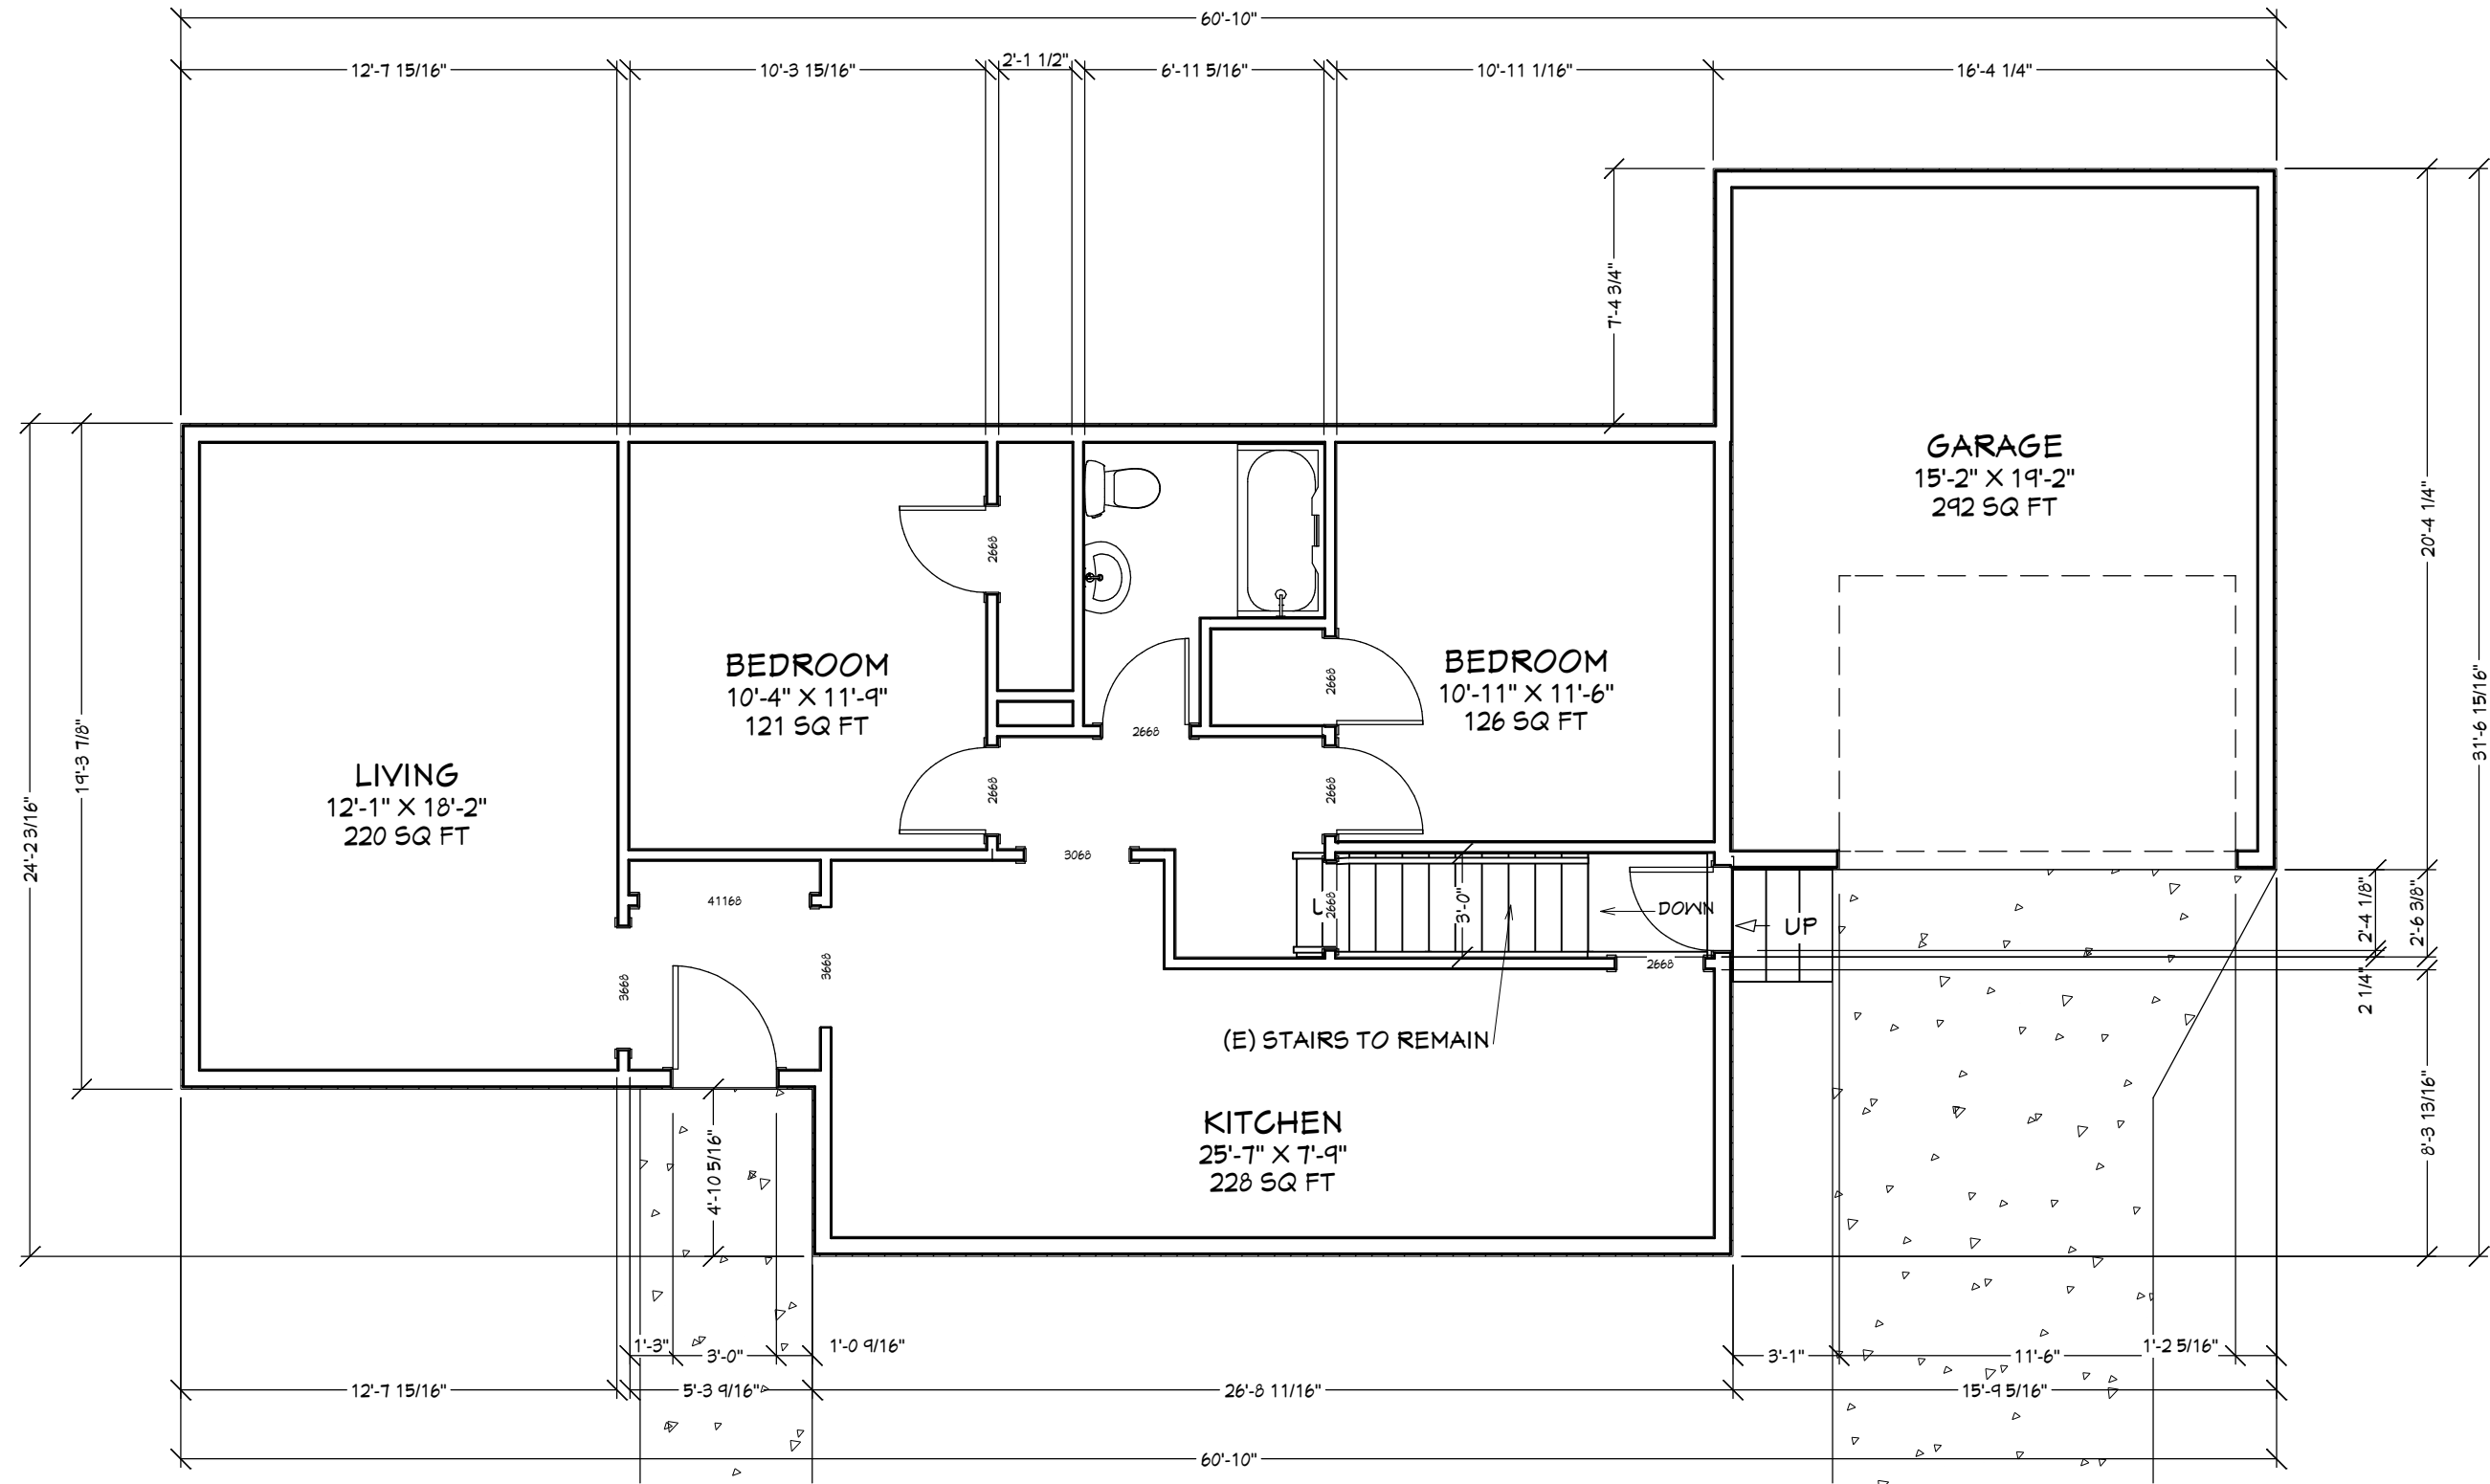 60'-10"
12'-7 15/16"
10'-3 15/16"
2'-1 1/2"
6'-11 5/16"
10'-11 1/16"
16'-4 1/4"
7'-4 3/4"
GARAGE
15'-2" X 19'-2"
292 SQ FT
20'-4 1/4"
31'-6 15/16"
24'-2 3/16"
19'-3 7/8"
LIVING
12'-1" X 18'-2"
220 SQ FT
BEDROOM
10'-4" X 11'-9"
121 SQ FT
2668
2668
2668
2668
2668
BEDROOM
10'-11" X 11'-6"
126 SQ FT
3068
41168
3668
3668
2668
3'-0"
DOWN
UP
2668
2'-4 1/8"
2'-6 3/8"
2 1/4"
(E) STAIRS TO REMAIN
KITCHEN
25'-7" X 7'-9"
228 SQ FT
4'-10 5/16"
8'-3 13/16"
1'-3"
3'-0"
1'-0 9/16"
3'-1"
11'-6"
1'-2 5/16"
12'-7 15/16"
5'-3 9/16"
26'-8 11/16"
15'-9 5/16"
60'-10"